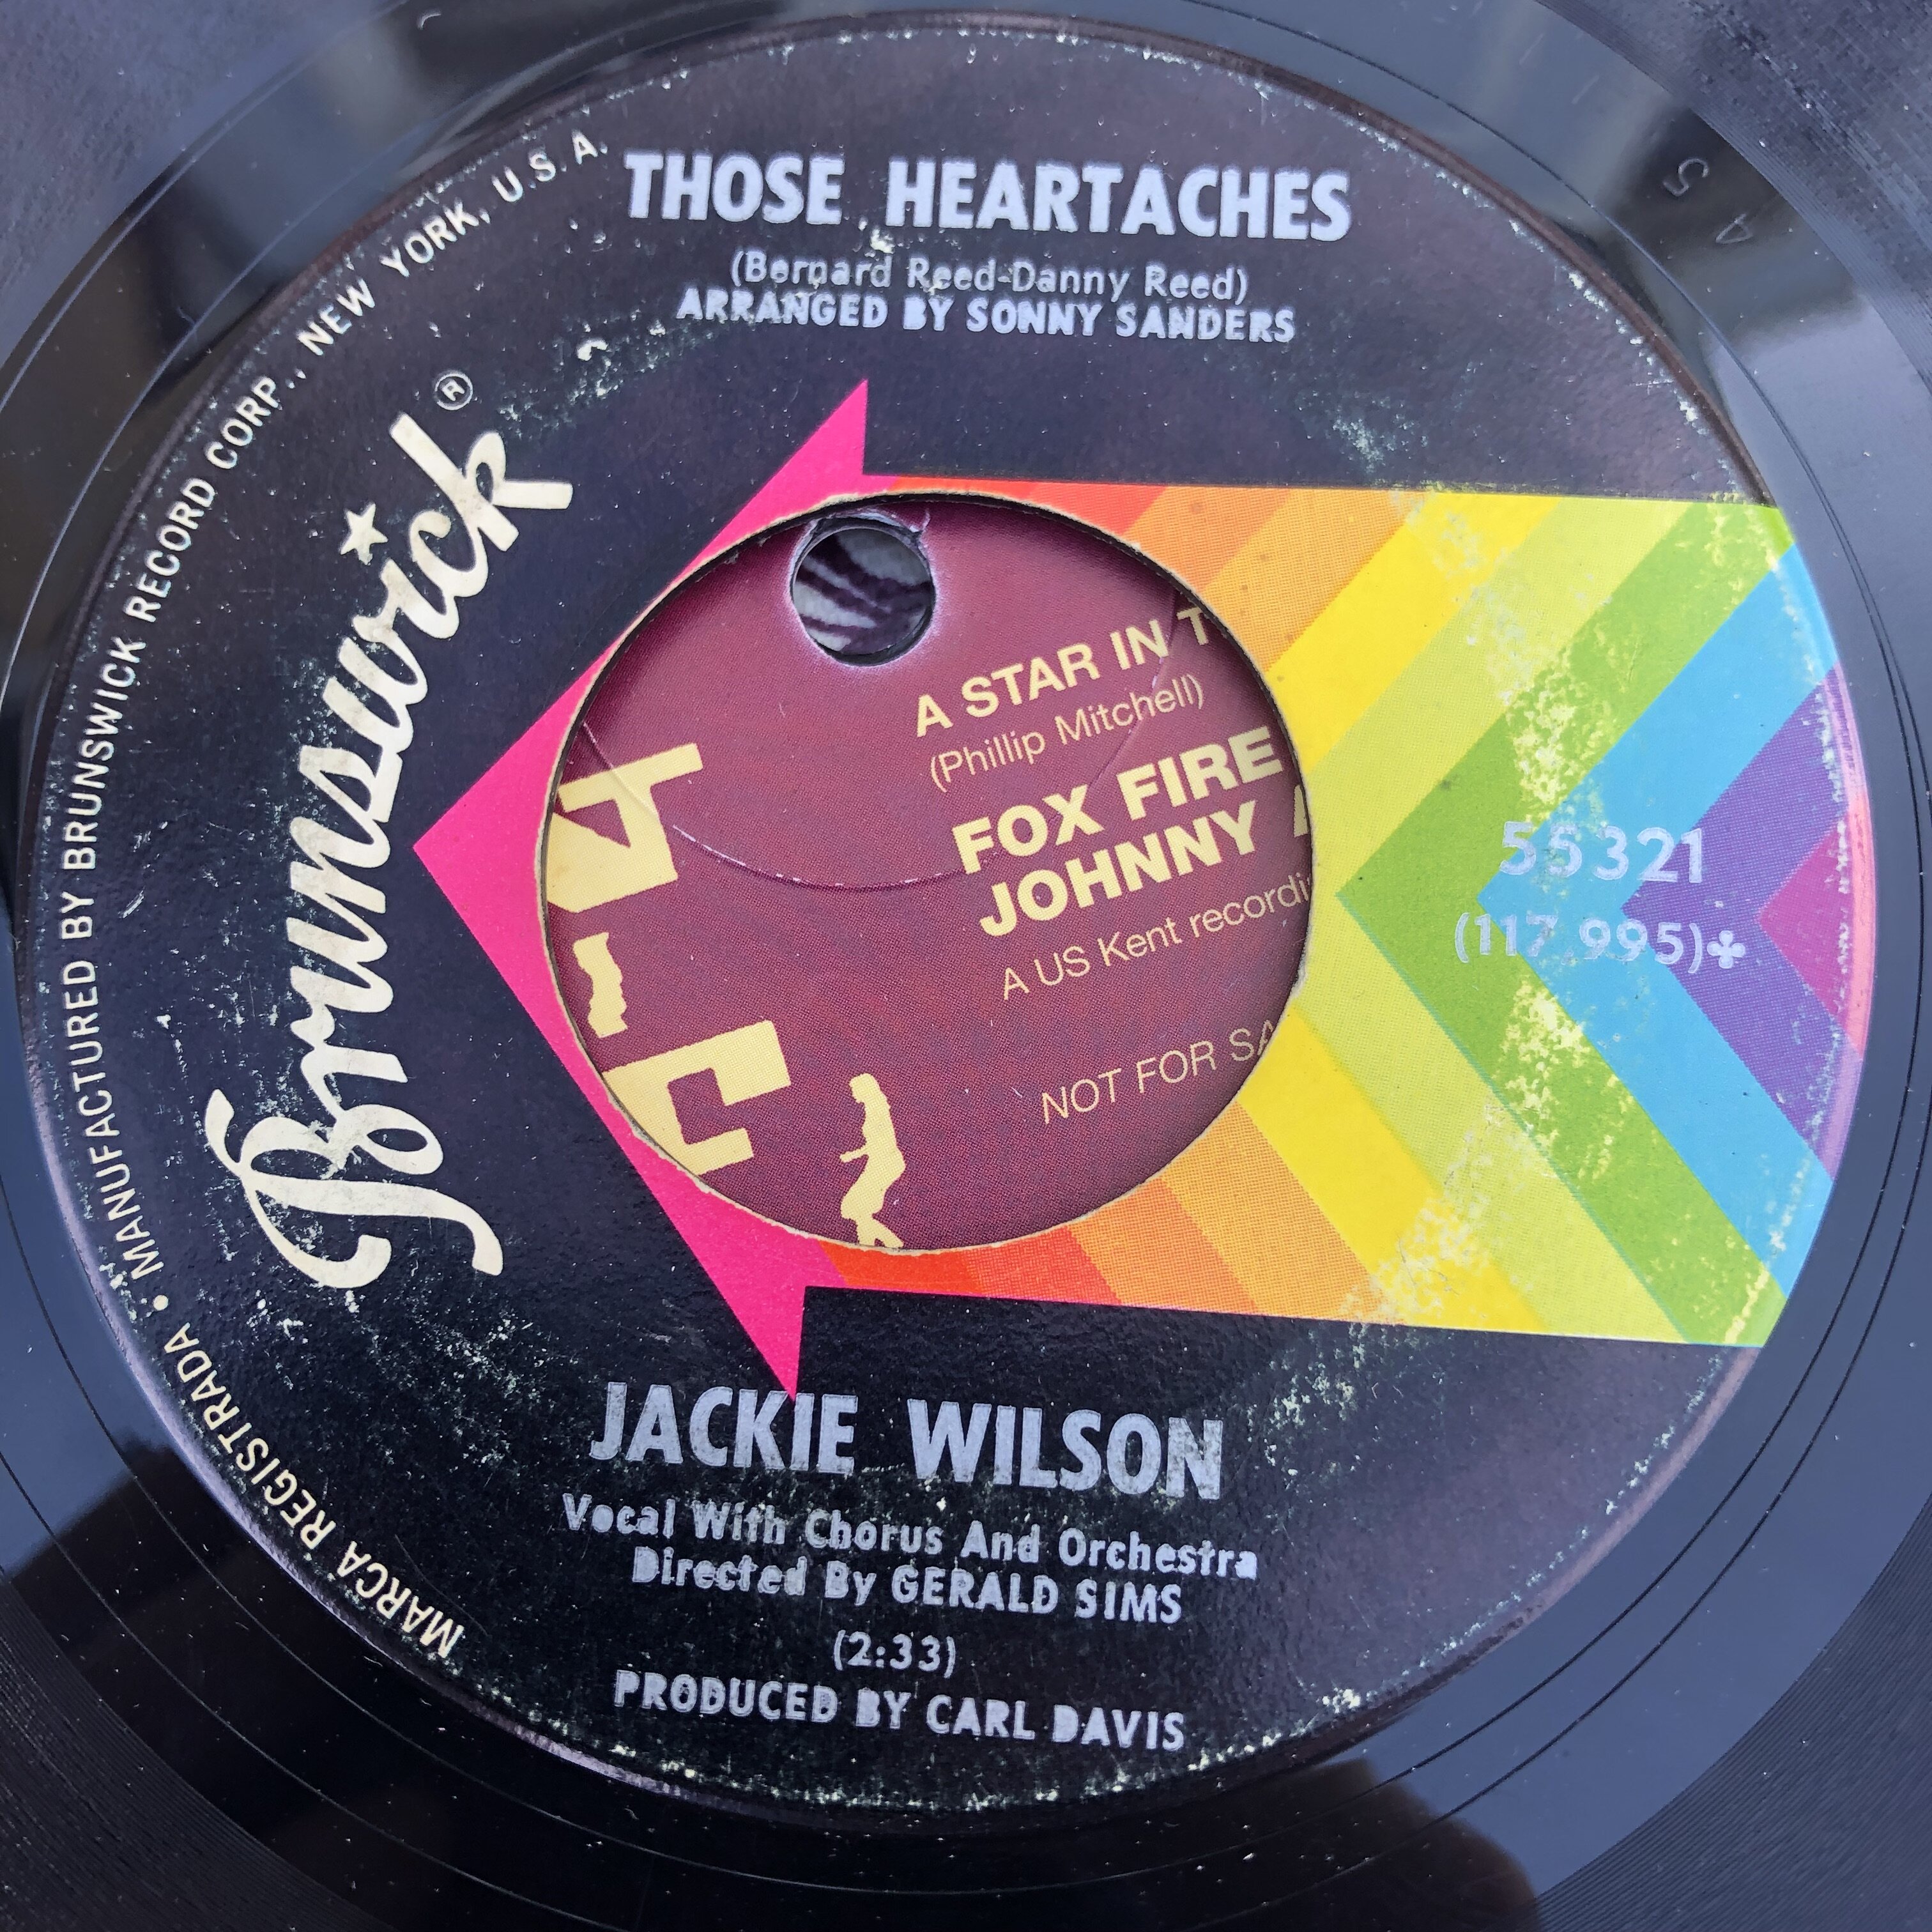 THOSE HEARTACHES
(Bernard Reed-Danny Reed)
ARRANGED BY SONNY SANDERS
Brunswick ®
MARCA REGISTRADA • MANUFACTURED BY BRUNSWICK RECORD CORP., NEW YORK, U.S.A.
A STAR IN T
(Phillip Mitchell)
FOX FIRE
JOHNNY
A US Kent recordi
NOT FOR SA
55321
(117,995)♣
JACKIE WILSON
Vocal With Chorus And Orchestra
Directed By GERALD SIMS
(2:33)
PRODUCED BY CARL DAVIS